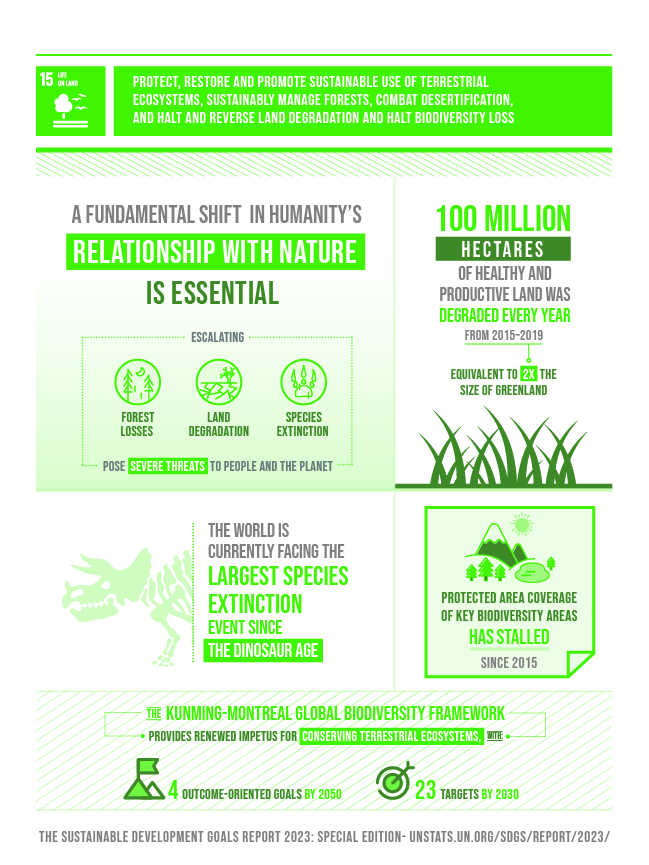 15 LIFE
ON LAND
PROTECT, RESTORE AND PROMOTE SUSTAINABLE USE OF TERRESTRIAL
ECOSYSTEMS, SUSTAINABLY MANAGE FORESTS, COMBAT DESERTIFICATION,
AND HALT AND REVERSE LAND DEGRADATION AND HALT BIODIVERSITY LOSS
A FUNDAMENTAL SHIFT IN HUMANITY'S
RELATIONSHIP WITH NATURE
IS ESSENTIAL
ESCALATING
FOREST
LOSSES
LAND
DEGRADATION
SPECIES
EXTINCTION
POSE SEVERE THREATS TO PEOPLE AND THE PLANET
100 MILLION
HECTARES
OF HEALTHY AND
PRODUCTIVE LAND WAS
DEGRADED EVERY YEAR
FROM 2015-2019
EQUIVALENT TO 2X THE
SIZE OF GREENLAND
THE WORLD IS
CURRENTLY FACING THE
LARGEST SPECIES
EXTINCTION
EVENT SINCE
THE DINOSAUR AGE
PROTECTED AREA COVERAGE
OF KEY BIODIVERSITY AREAS
HAS STALLED
SINCE 2015
THE KUNMING-MONTREAL GLOBAL BIODIVERSITY FRAMEWORK
PROVIDES RENEWED IMPETUS FOR CONSERVING TERRESTRIAL ECOSYSTEMS, WITH
4 OUTCOME-ORIENTED GOALS BY 2050
23 TARGETS BY 2030
THE SUSTAINABLE DEVELOPMENT GOALS REPORT 2023: SPECIAL EDITION- UNSTATS.UN.ORG/SDGS/REPORT/2023/